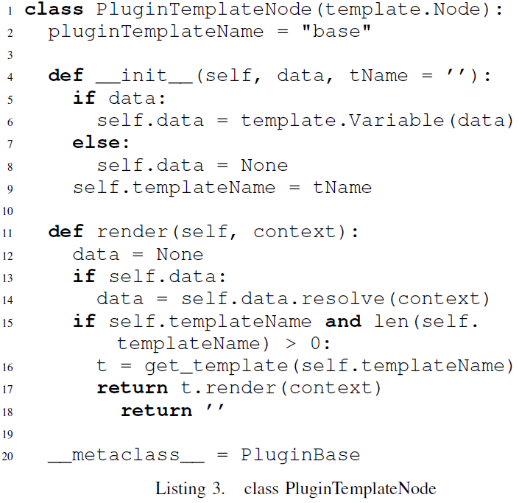 1 class PluginTemplateNode(template.Node):
2   pluginTemplateName = "base"
3
4   def __init__(self, data, tName = ''):
5     if data:
6       self.data = template.Variable(data)
7     else:
8       self.data = None
9     self.templateName = tName
10
11   def render(self, context):
12     data = None
13     if self.data:
14       data = self.data.resolve(context)
15     if self.templateName and len(self.
        templateName) > 0:
16       t = get_template(self.templateName)
17       return t.render(context)
18         return ''
19
20   __metaclass__ = PluginBase
Listing 3. class PluginTemplateNode